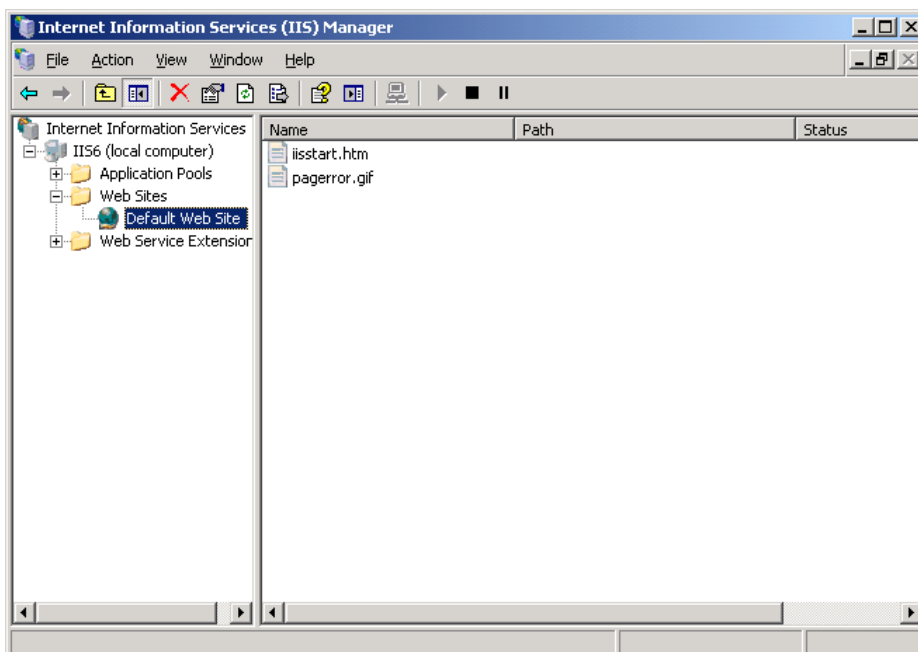 Internet Information Services (IIS) Manager
File Action View Window Help
Internet Information Services
IIS6 (local computer)
Application Pools
Web Sites
Default Web Site
Web Service Extension
Name Path Status
iisstart.htm
pagerror.gif